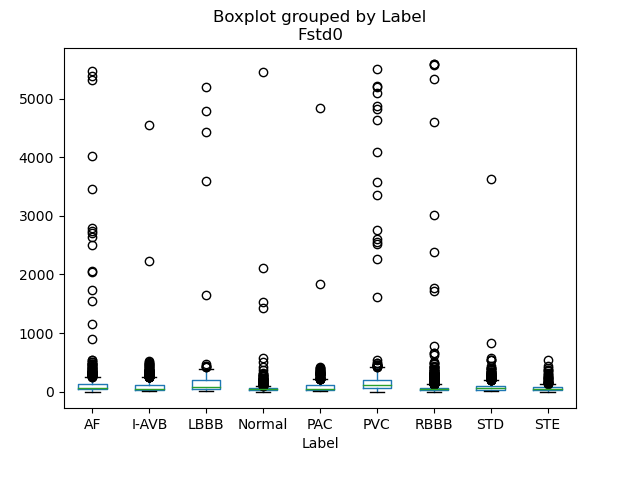 Boxplot grouped by Label
Fstd0
5000
4000
3000
2000
1000
0
AF I-AVB LBBB Normal PAC PVC RBBB STD STE
Label